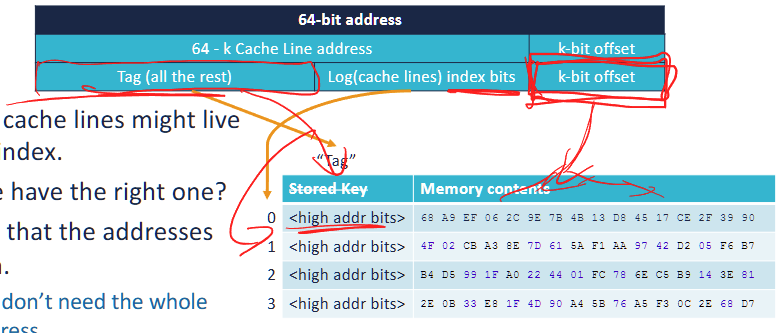 64-bit address
64 - k Cache Line address k-bit offset
Tag (all the rest) Log(cache lines) index bits k-bit offset
cache lines might live
index.
“Tag”
e have the right one?
Stored Key Memory contents
0 <high addr bits> 68 A9 EF 06 2C 9E 7B 4B 13 D8 45 17 CE 2F 39 90
that the addresses
1 <high addr bits> 4F 02 CB A3 8E 7D 61 5A F1 AA 97 42 D2 05 F6 B7
n.
2 <high addr bits> B4 D5 99 1F A0 22 44 01 FC 78 6E C5 B9 14 3E 81
don’t need the whole
3 <high addr bits> 2E 0B 33 E8 1F 4D 90 A4 5B 76 A5 F3 0C 2E 68 D7
ress